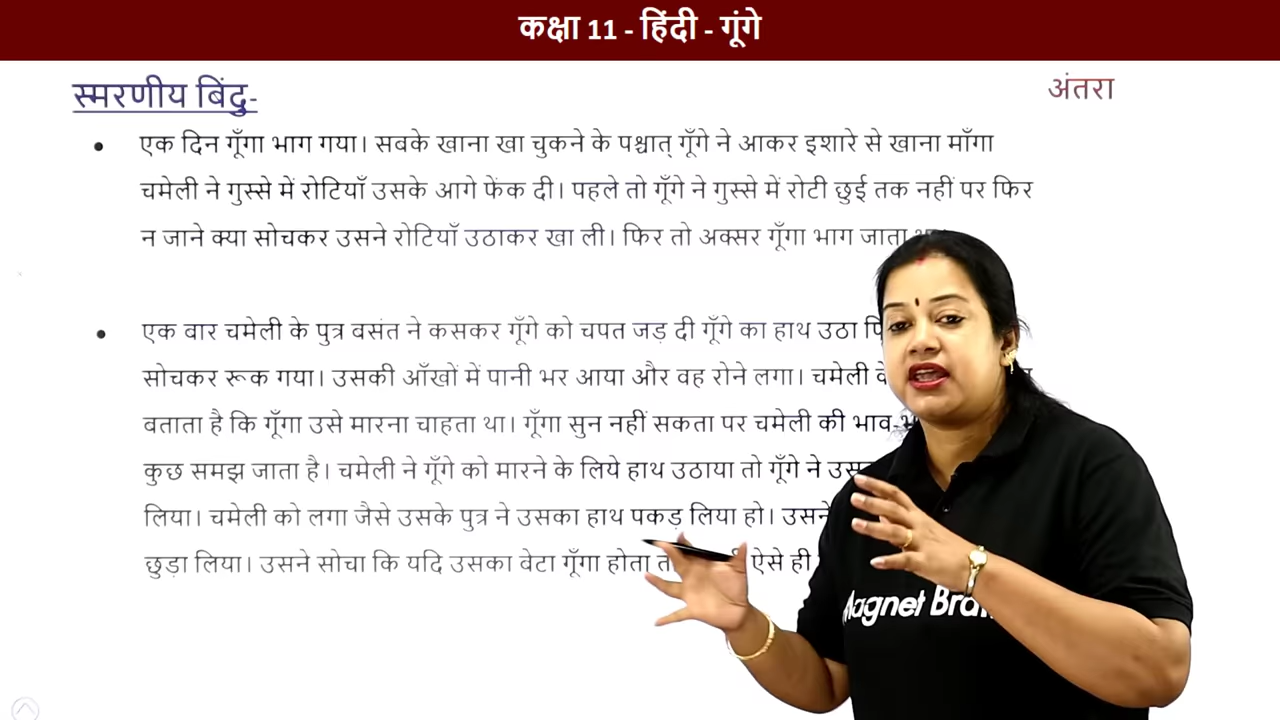 कक्षा 11 - हिंदी - गूंगे
स्मरणीय बिंदु-
अंतरा
• एक दिन गूँगा भाग गया। सबके खाना खा चुकने के पश्चात् गूँगे ने आकर इशारे से खाना माँगा
चमेली ने गुस्से में रोटियाँ उसके आगे फेंक दी। पहले तो गूँगे ने गुस्से में रोटी छुई तक नहीं पर फिर
न जाने क्या सोचकर उसने रोटियाँ उठाकर खा ली। फिर तो अक्सर गूँगा भाग जाता
• एक वार चमेली के पुत्र वसंत ने कसकर गूँगे को चपत जड़ दी गूँगे का हाथ उठा
सोचकर रूक गया। उसकी आँखों में पानी भर आया और वह रोने लगा। चमेली
बताता है कि गूँगा उसे मारना चाहता था। गूँगा सुन नहीं सकता पर चमेली की भाव-
कुछ समझ जाता है। चमेली ने गूँगे को मारने के लिये हाथ उठाया तो गूँगे ने
लिया। चमेली को लगा जैसे उसके पुत्र ने उसका हाथ पकड़ लिया हो। उसने
छुड़ा लिया। उसने सोचा कि यदि उसका वेटा गूँगा होता ऐसे ही
Magnet